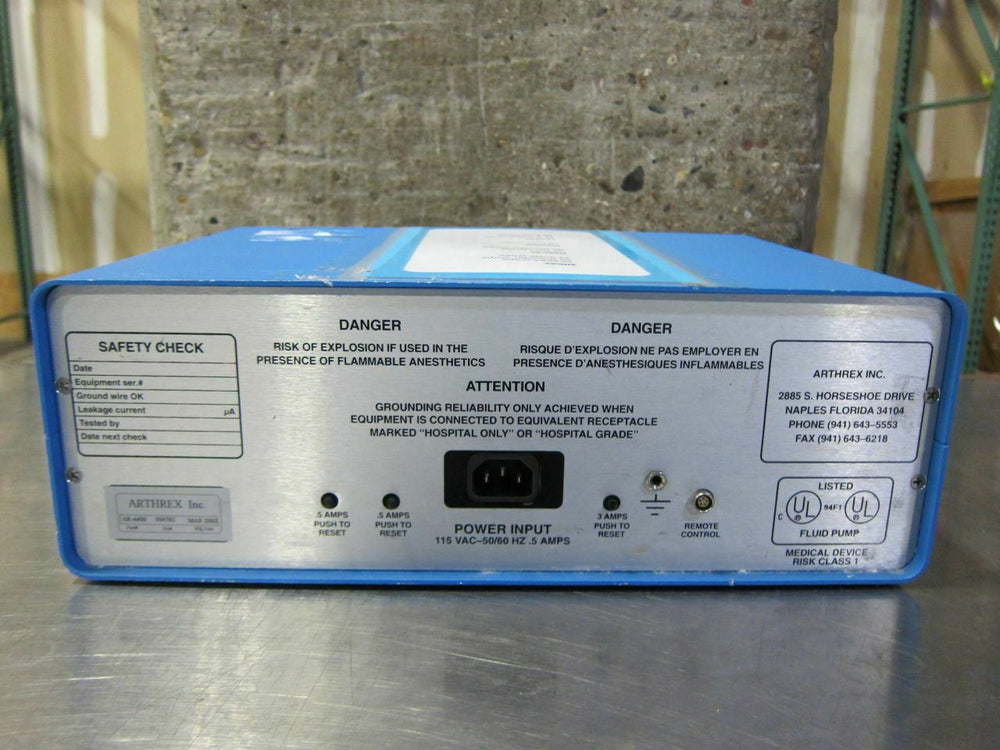 SAFETY CHECK
Date
Equipment ser.#
Ground wire OK
Leakage current µA
Tested by
Date next check
DANGER
RISK OF EXPLOSION IF USED IN THE
PRESENCE OF FLAMMABLE ANESTHETICS
DANGER
RISQUE D'EXPLOSION NE PAS EMPLOYER EN
PRESENCE D'ANESTHESIQUES INFLAMMABLES
ATTENTION
GROUNDING RELIABILITY ONLY ACHIEVED WHEN
EQUIPMENT IS CONNECTED TO EQUIVALENT RECEPTACLE
MARKED "HOSPITAL ONLY" OR "HOSPITAL GRADE"
ARTHREX INC.
2885 S. HORSESHOE DRIVE
NAPLES FLORIDA 34104
PHONE (941) 643–5553
FAX (941) 643–6218
ARTHREX Inc.
MAR 2002
.5 AMPS
PUSH TO
RESET
.5 AMPS
PUSH TO
RESET
POWER INPUT
115 VAC–50/60 HZ .5 AMPS
3 AMPS
PUSH TO
RESET
REMOTE
CONTROL
LISTED
C UL ® 94F1 UL ®
FLUID PUMP
MEDICAL DEVICE
RISK CLASS 1